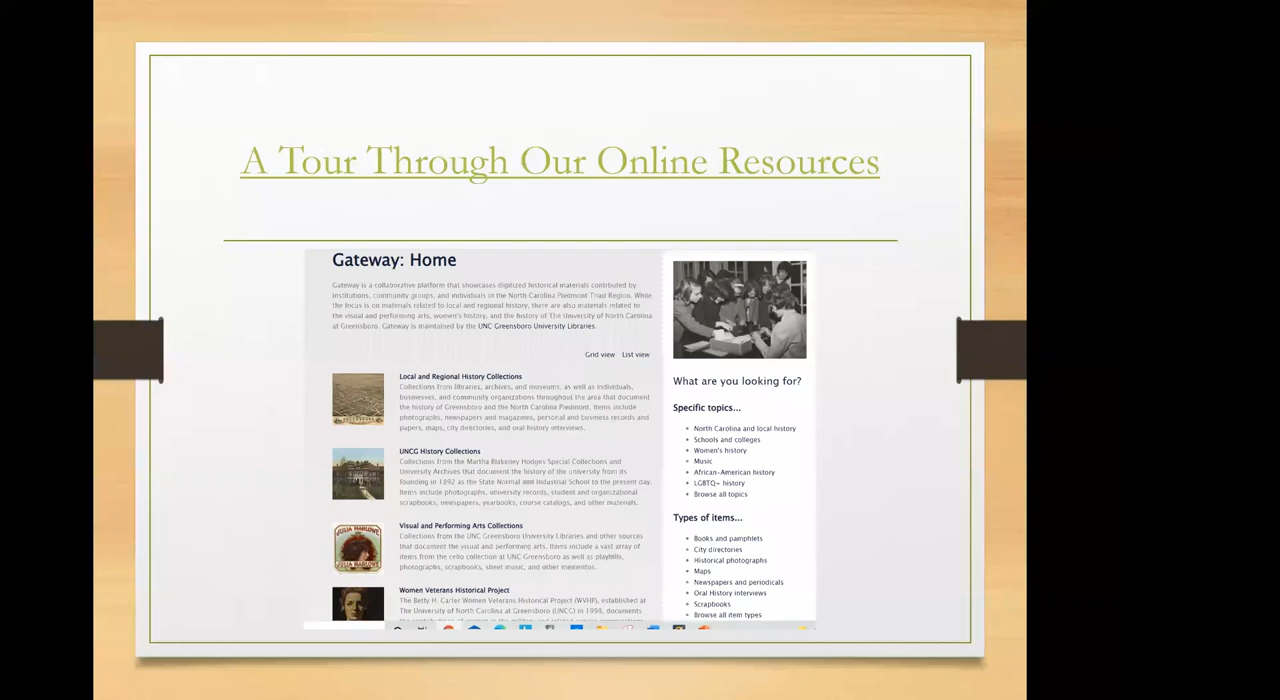 A Tour Through Our Online Resources
Gateway: Home
Gateway is a collaborative platform that showcases digitized historical materials contributed by
institutions, community groups, and individuals in the North Carolina Piedmont Triad Region. While
the focus is on materials related to local and regional history, there are also materials related to
the visual and performing arts, women's history, and the history of The University of North Carolina
at Greensboro. Gateway is maintained by the UNC Greensboro University Libraries.
Grid view List view
Local and Regional History Collections
Collections from libraries, archives, and museums, as well as individuals,
businesses, and community organizations throughout the area that document
the history of Greensboro and the North Carolina Piedmont. Items include
photographs, newspapers and magazines, personal and business records and
papers, maps, city directories, and oral history interviews.
UNCG History Collections
Collections from the Martha Blakeney Hodges Special Collections and
University Archives that document the history of the university from its
founding in 1892 as the State Normal and Industrial School to the present day.
Items include photographs, university records, student and organizational
scrapbooks, newspapers, yearbooks, course catalogs, and other materials.
JULIA MARLOWE
JULIA MARLOWE
Visual and Performing Arts Collections
Collections from the UNC Greensboro University Libraries and other sources
that document the visual and performing arts. Items include a vast array of
items from the cello collection at UNC Greensboro as well as playbills,
photographs, scrapbooks, sheet music, and other mementos.
Women Veterans Historical Project
The Betty H. Carter Women Veterans Historical Project (WVHP), established at
The University of North Carolina at Greensboro (UNCG) in 1998, documents
What are you looking for?
Specific topics...
North Carolina and local history
Schools and colleges
Women's history
Music
African-American history
LGBTQ+ history
Browse all topics
Types of items...
Books and pamphlets
City directories
Historical photographs
Maps
Newspapers and periodicals
Oral History interviews
Scrapbooks
Browse all item types